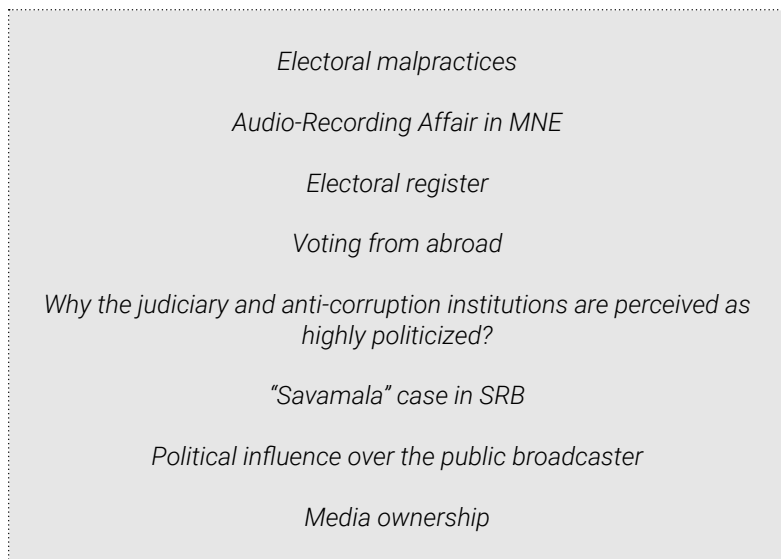 Electoral malpractices
Audio-Recording Affair in MNE
Electoral register
Voting from abroad
Why the judiciary and anti-corruption institutions are perceived as
highly politicized?
“Savamala” case in SRB
Political influence over the public broadcaster
Media ownership